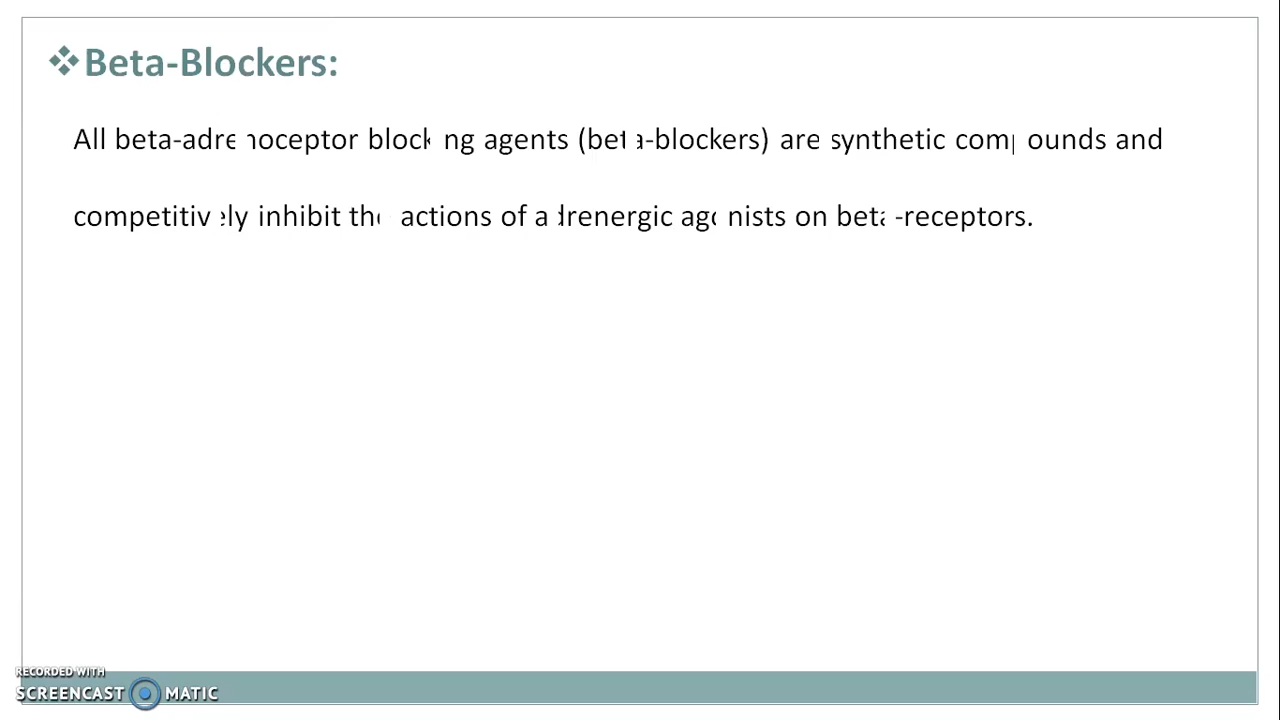 ❖Beta-Blockers:
All beta-adrenoceptor blocking agents (beta-blockers) are synthetic compounds and
competitively inhibit the actions of adrenergic agonists on beta-receptors.
RECORDED WITH
SCREENCAST MATIC